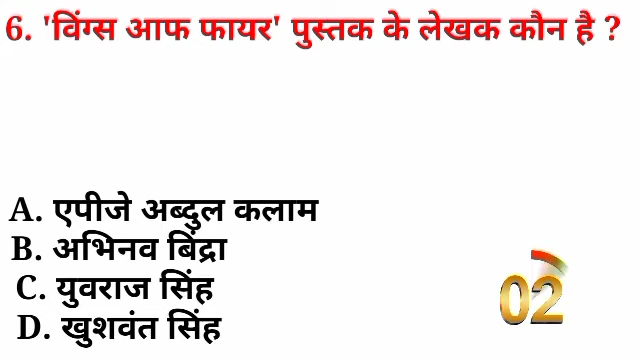 6. 'विंग्स आफ फायर' पुस्तक के लेखक कौन है ?
A. एपीजे अब्दुल कलाम
B. अभिनव बिंद्रा
C. युवराज सिंह
D. खुशवंत सिंह
02